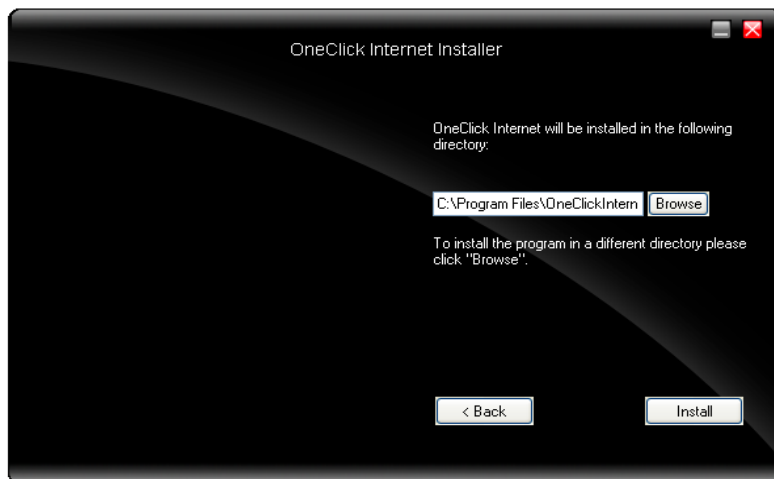 OneClick Internet Installer
OneClick Internet will be installed in the following
directory:
C:\Program Files\OneClickIntern
Browse
To install the program in a different directory please
click "Browse".
< Back
Install